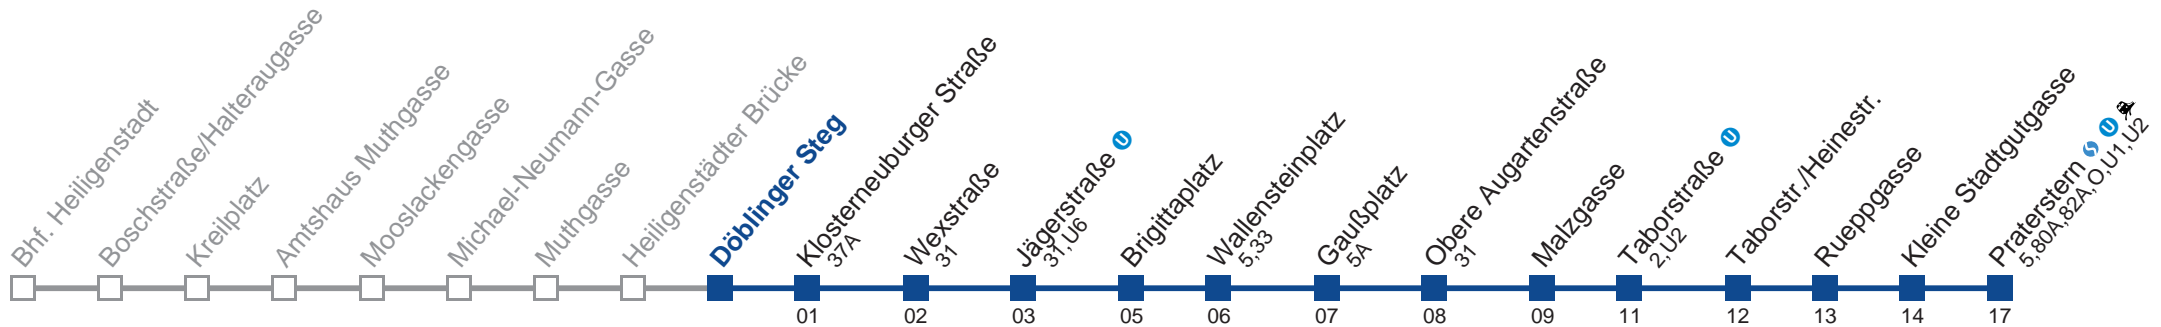 Bhf. Heiligenstadt
Boschstraße/Halteraugasse
Kreilplatz
Amtshaus Muthgasse
Mooslackengasse
Michael-Neumann-Gasse
Muthgasse
Heiligenstädter Brücke
Döblinger Steg
Klosterneuburger Straße
37A
Wexstraße
31
Jägerstraße U
31,U6
Brigittaplatz
Wallensteinplatz
5,33
Gaußplatz
5A
Obere Augartenstraße
31
Malzgasse
Taborstraße U
2,U2
Taborstr./Heinestr.
Rueppgasse
Kleine Stadtgutgasse
Praterstern S U
5,80A,82A,O,U1,U2
01 02 03 05 06 07 08 09 11 12 13 14 17